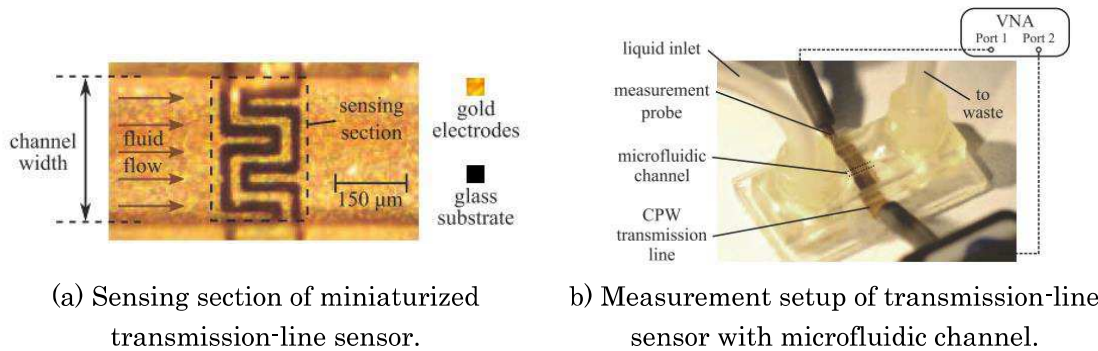 channel
width
fluid
flow
sensing
section
150 μm
gold
electrodes
glass
substrate
(a) Sensing section of miniaturized
transmission-line sensor.
VNA
Port 1 Port 2
liquid inlet
measurement
probe
microfluidic
channel
CPW
transmission
line
to
waste
b) Measurement setup of transmission-line
sensor with microfluidic channel.